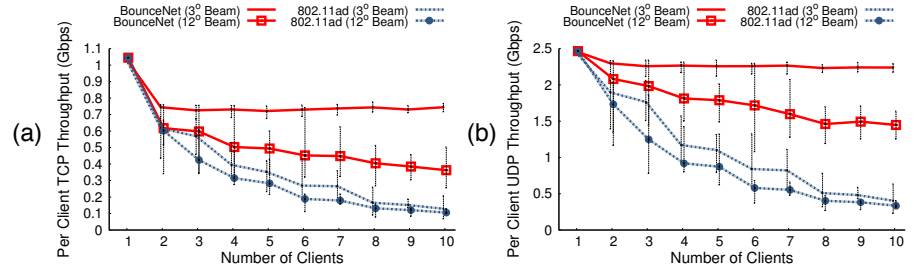 BounceNet (3° Beam)
BounceNet (12° Beam)
802.11ad (3° Beam)
802.11ad (12° Beam)
(a)
Per Client TCP Throughput (Gbps)
1.1
1
0.9
0.8
0.7
0.6
0.5
0.4
0.3
0.2
0.1
0
1 2 3 4 5 6 7 8 9 10
Number of Clients
BounceNet (3° Beam)
BounceNet (12° Beam)
802.11ad (3° Beam)
802.11ad (12° Beam)
(b)
Per Client UDP Throughput (Gbps)
2.5
2
1.5
1
0.5
0
1 2 3 4 5 6 7 8 9 10
Number of Clients